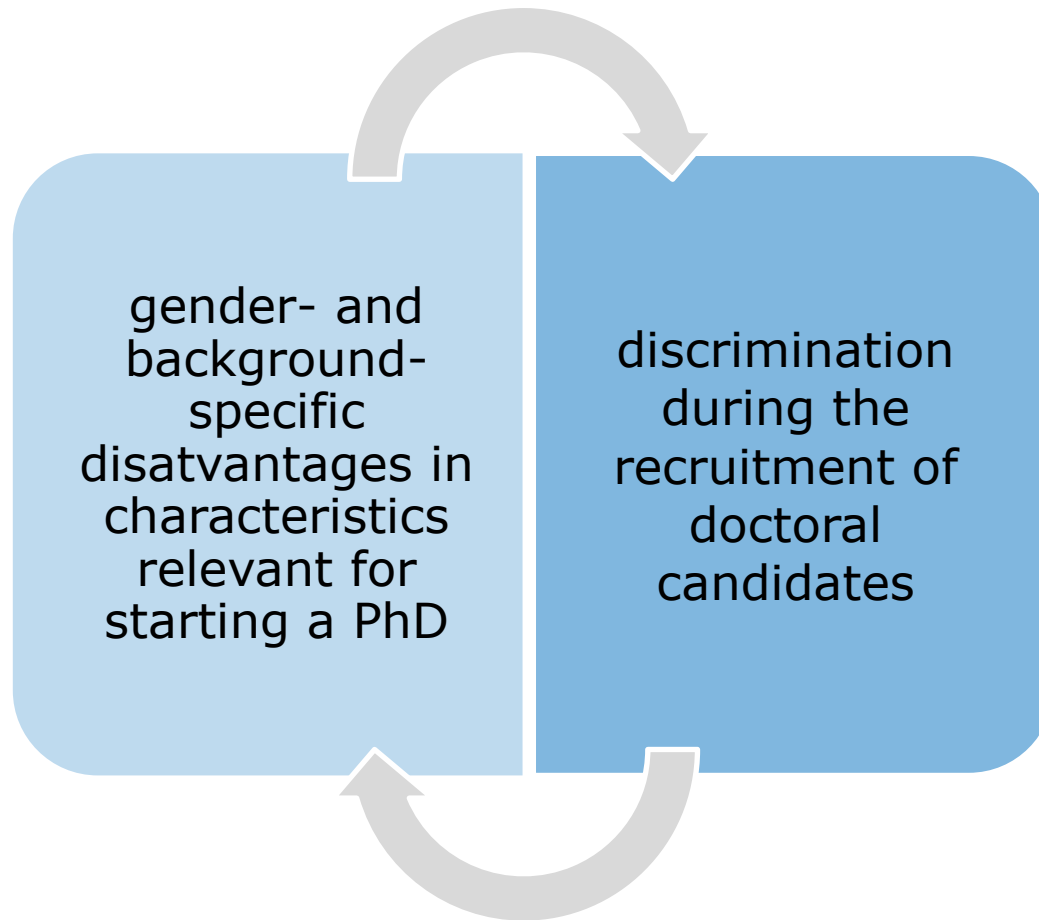 gender- and
background-
specific
disatvantages in
characteristics
relevant for
starting a PhD
discrimination
during the
recruitment of
doctoral
candidates